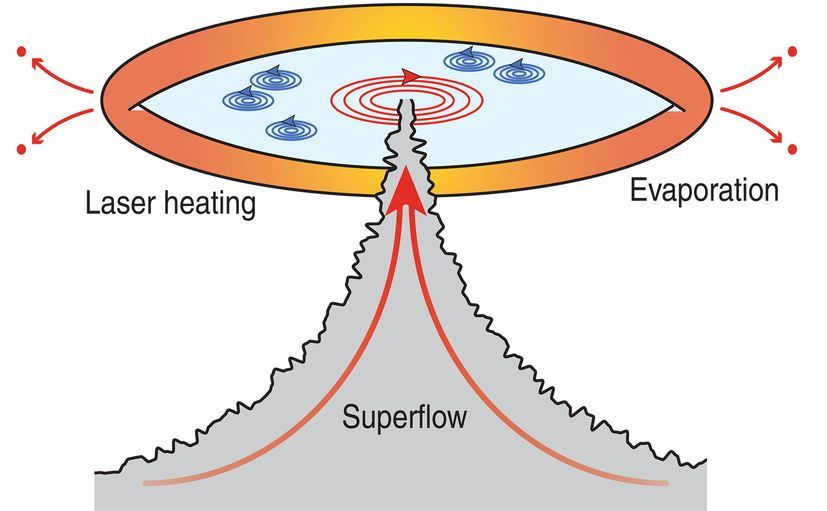 Laser heating
Evaporation
Superflow